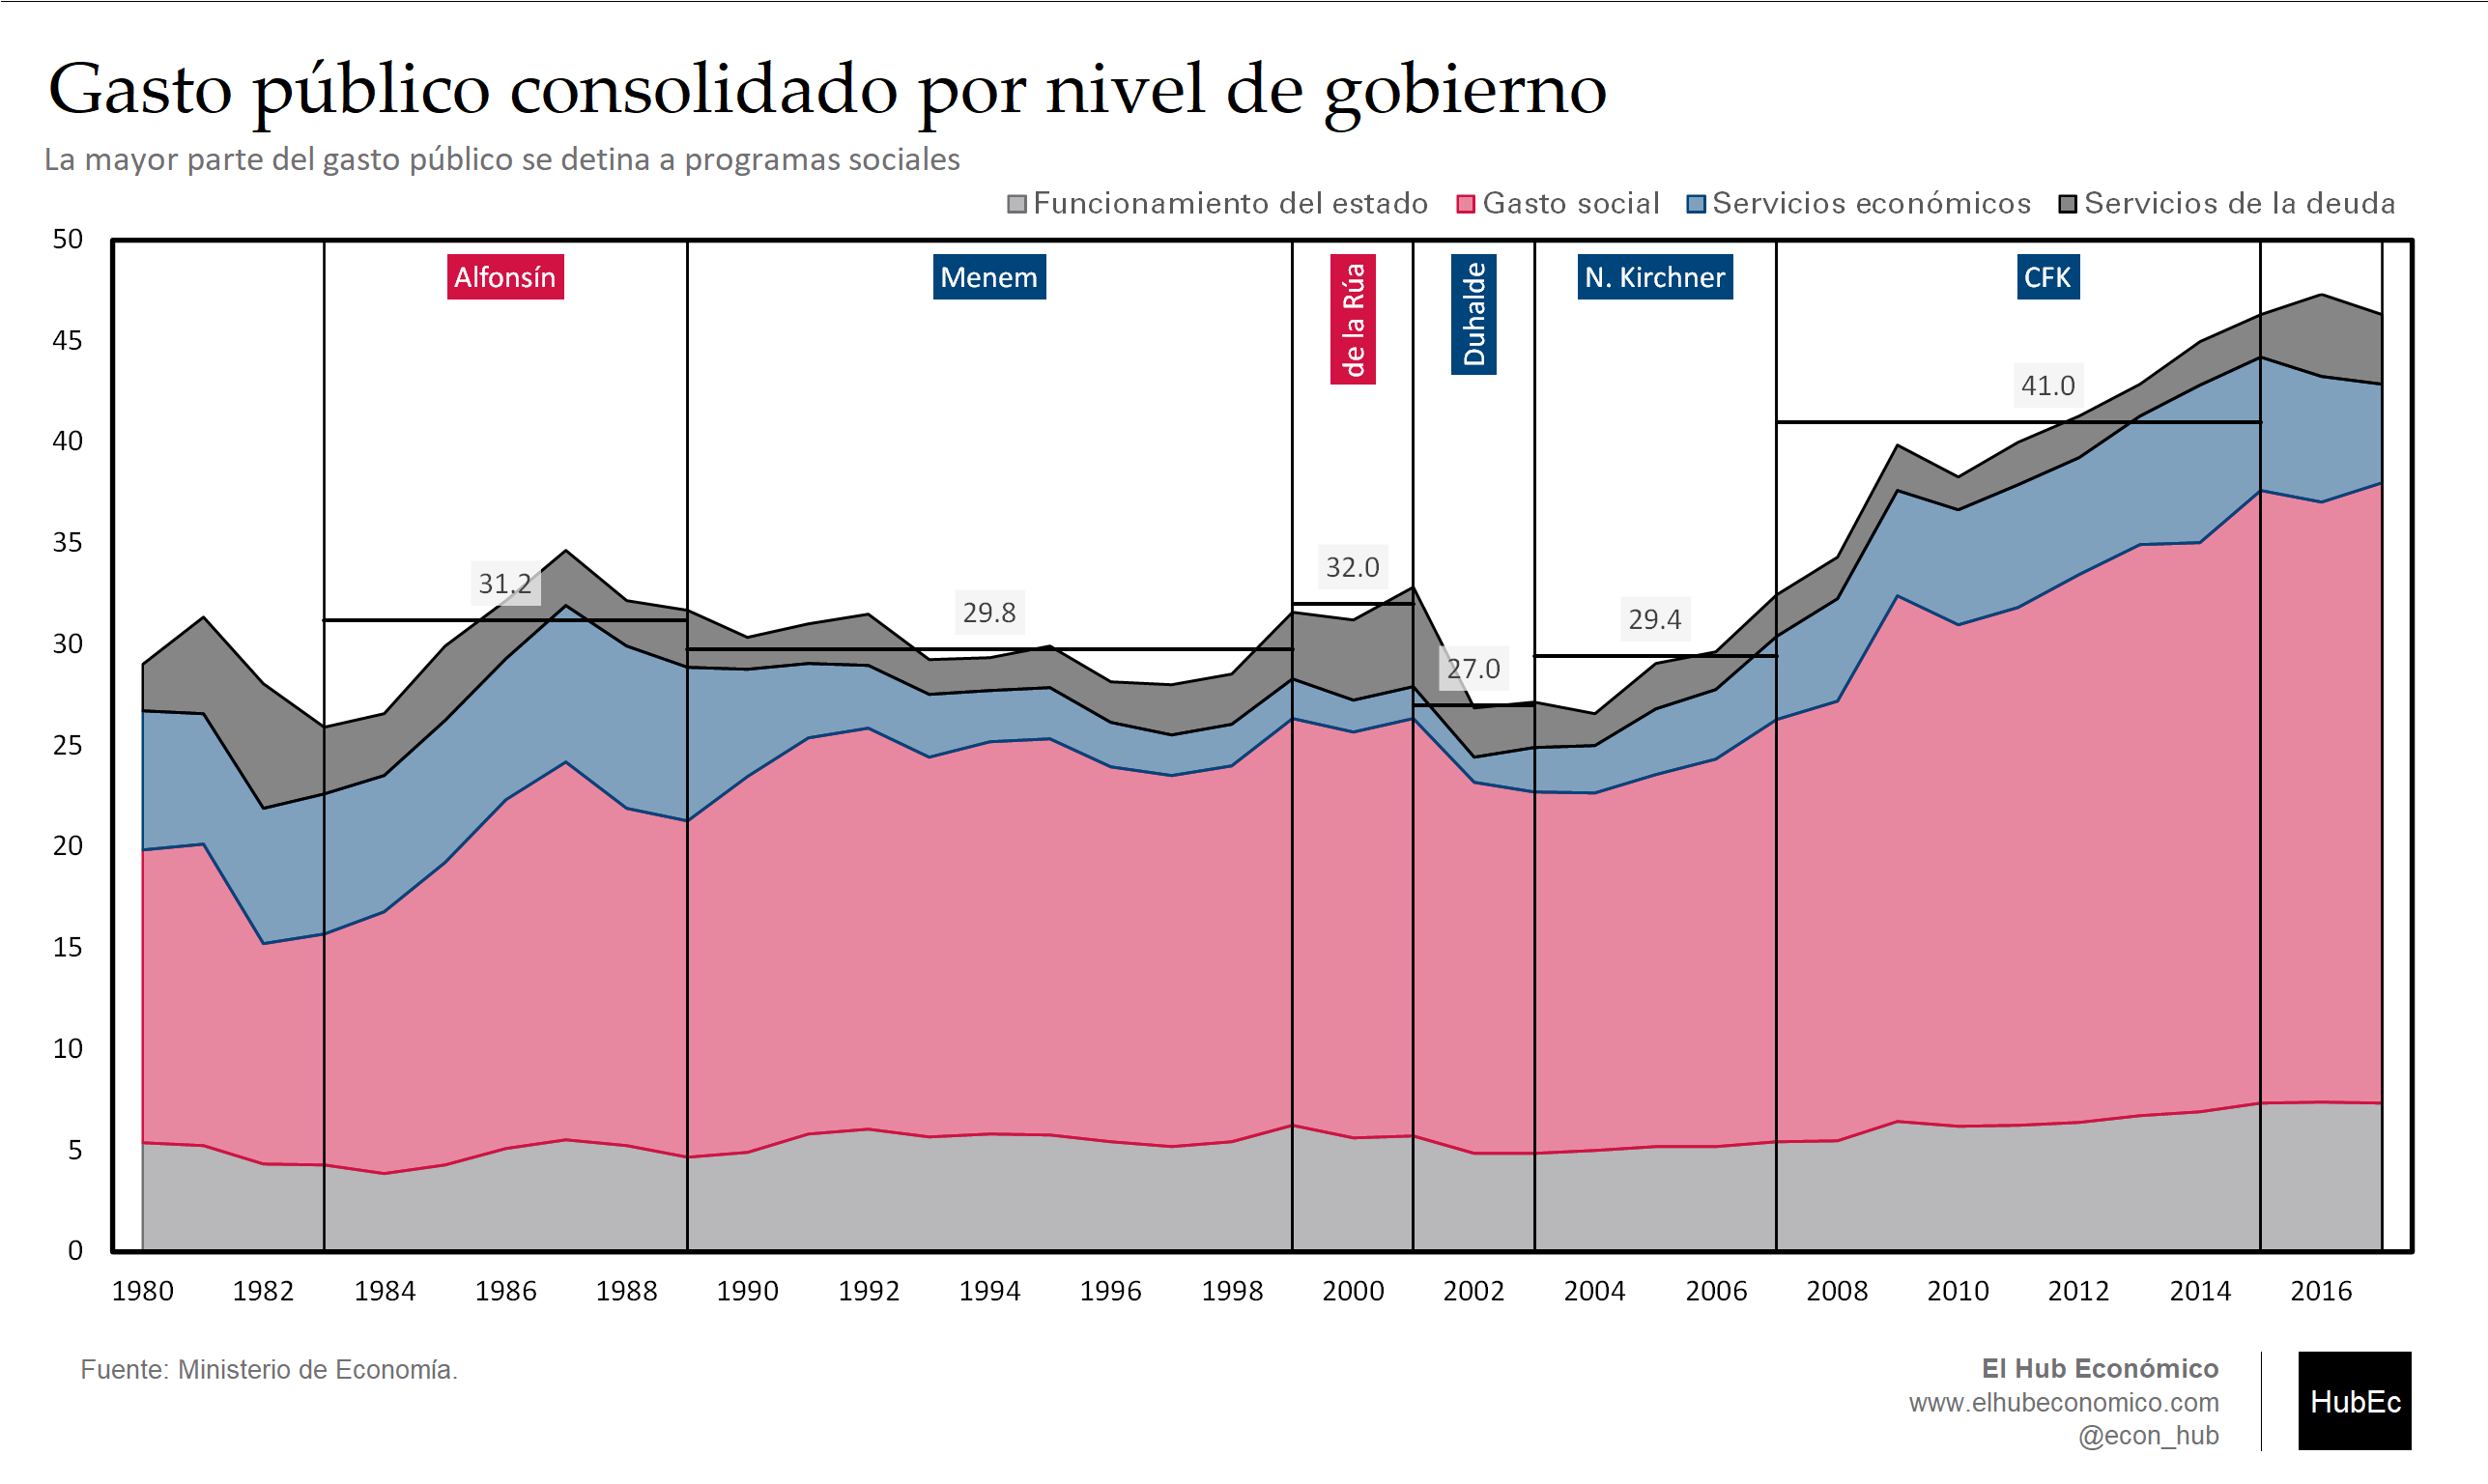 Gasto público consolidado por nivel de gobierno
La mayor parte del gasto público se detina a programas sociales
Funcionamiento del estado Gasto social Servicios económicos Servicios de la deuda
50
45
40
35
30
25
20
15
10
5
0
Alfonsín
Menem
de la Rúa
Duhalde
N. Kirchner
CFK
31.2
29.8
32.0
27.0
29.4
41.0
1980 1982 1984 1986 1988 1990 1992 1994 1996 1998 2000 2002 2004 2006 2008 2010 2012 2014 2016
Fuente: Ministerio de Economía.
El Hub Económico
www.elhubeconomico.com
@econ_hub
HubEc